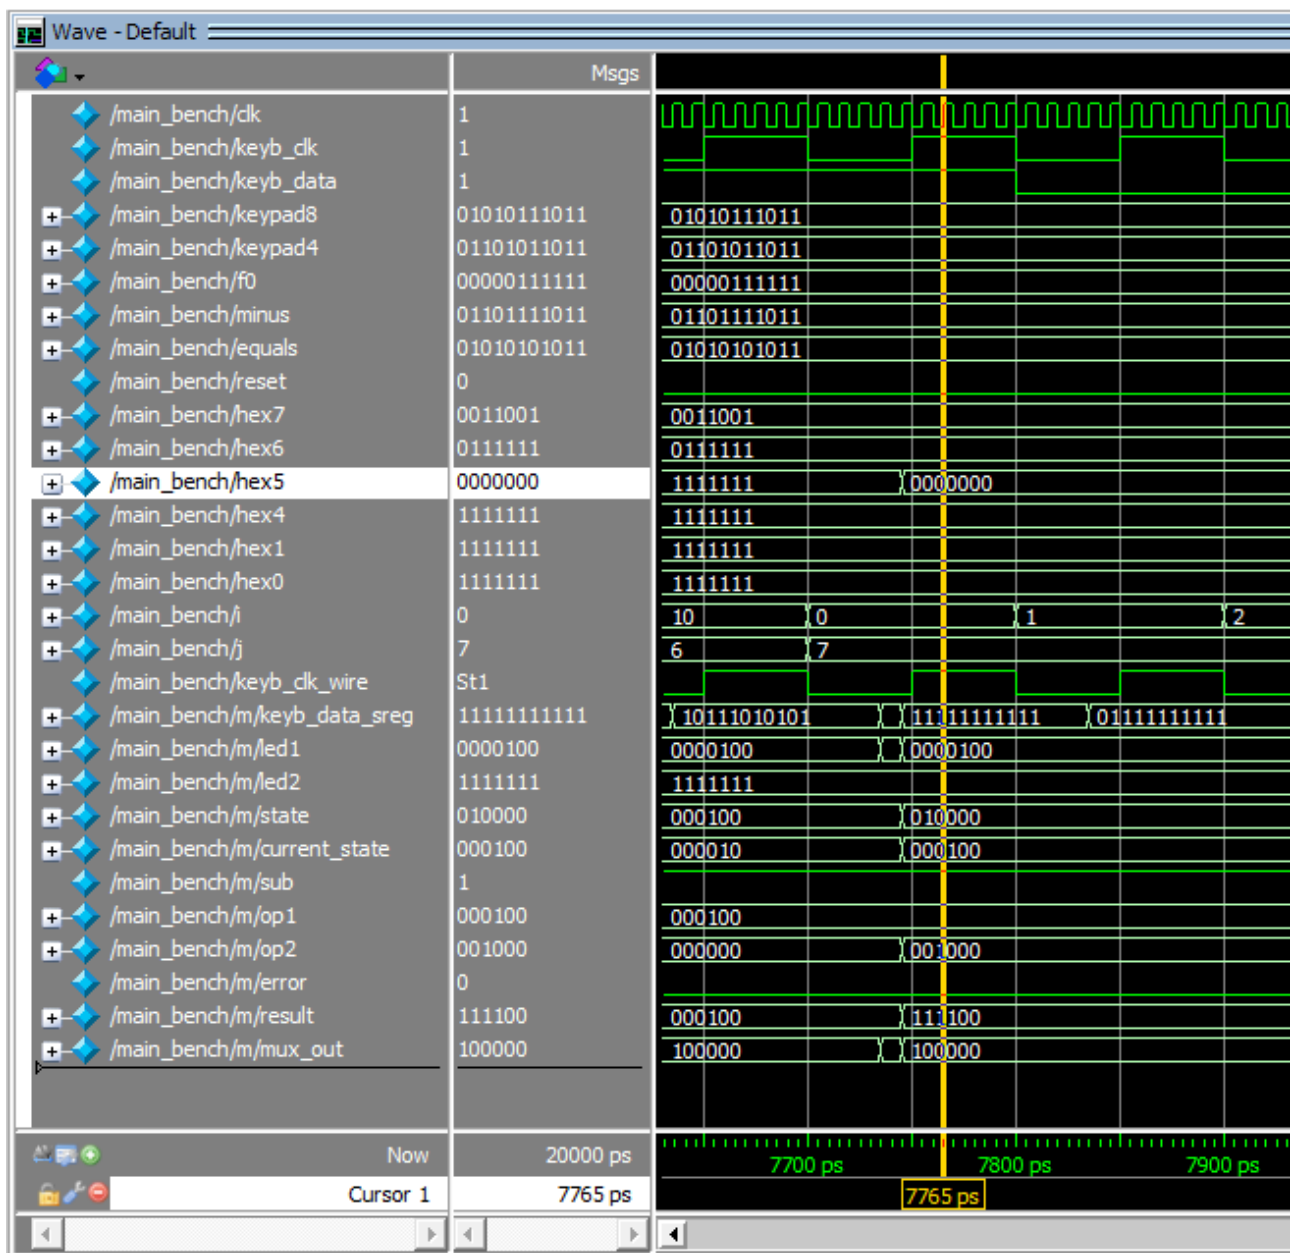 Wave - Default
Msgs
/main_bench/clk 1
/main_bench/keyb_clk 1
/main_bench/keyb_data 1
/main_bench/keypad8 01010111011 01010111011
/main_bench/keypad4 01101011011 01101011011
/main_bench/f0 00000111111 00000111111
/main_bench/minus 01101111011 01101111011
/main_bench/equals 01010101011 01010101011
/main_bench/reset 0
/main_bench/hex7 0011001 0011001
/main_bench/hex6 0111111 0111111
/main_bench/hex5 0000000 1111111 0000000
/main_bench/hex4 1111111 1111111
/main_bench/hex1 1111111 1111111
/main_bench/hex0 1111111 1111111
/main_bench/i 0 10 0 1 2
/main_bench/j 7 6 7
/main_bench/keyb_clk_wire St1
/main_bench/m/keyb_data_sreg 11111111111 10111010101 11111111111 01111111111
/main_bench/m/led1 0000100 0000100 0000100
/main_bench/m/led2 1111111 1111111
/main_bench/m/state 010000 000100 010000
/main_bench/m/current_state 000100 000010 000100
/main_bench/m/sub 1
/main_bench/m/op1 000100 000100
/main_bench/m/op2 001000 000000 001000
/main_bench/m/error 0
/main_bench/m/result 111100 000100 111100
/main_bench/m/mux_out 100000 100000 100000
Now 20000 ps 7700 ps 7800 ps 7900 ps
Cursor 1 7765 ps 7765 ps